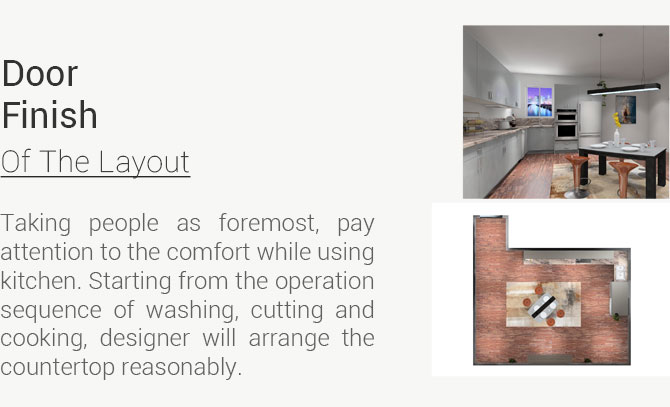 Door
Finish
Of The Layout
Taking people as foremost, pay
attention to the comfort while using
kitchen. Starting from the operation
sequence of washing, cutting and
cooking, designer will arrange the
countertop reasonably.